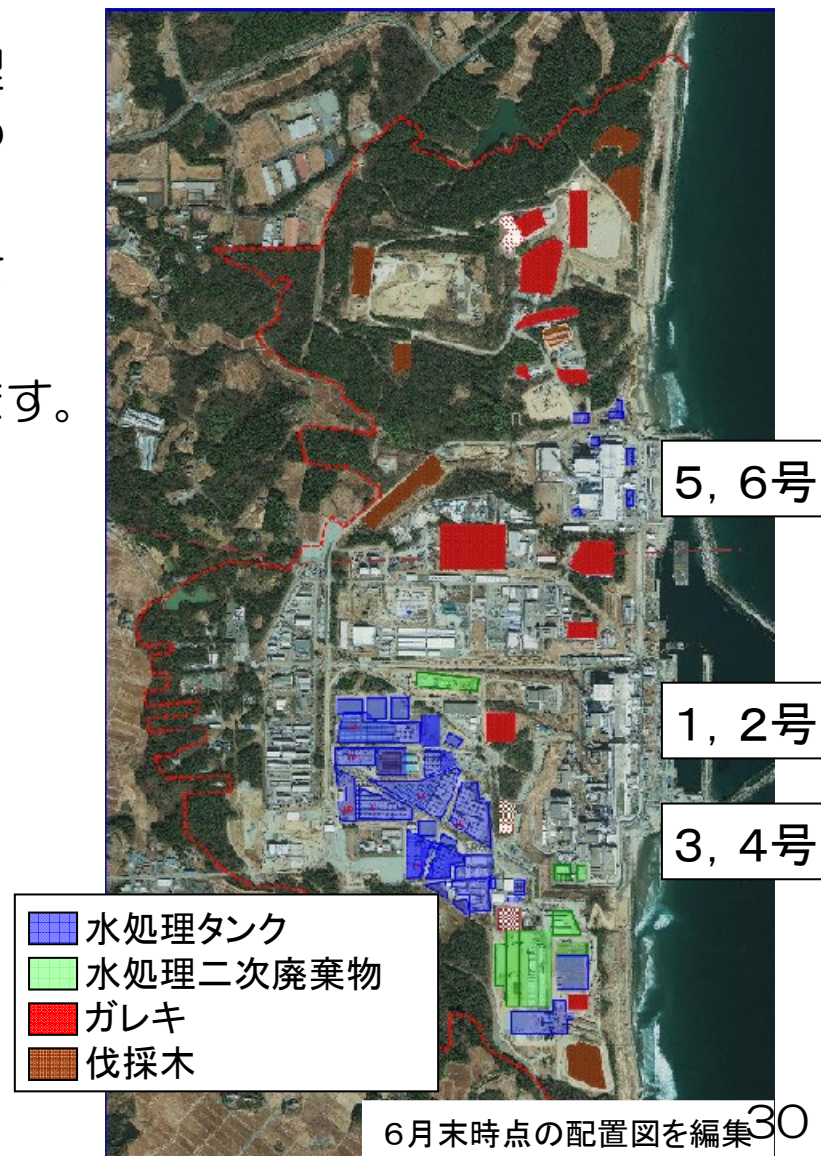 です。
5，6号
1，2号
3，4号
水処理タンク
水処理二次廃棄物
ガレキ
伐採木
6月末時点の配置図を編集
30